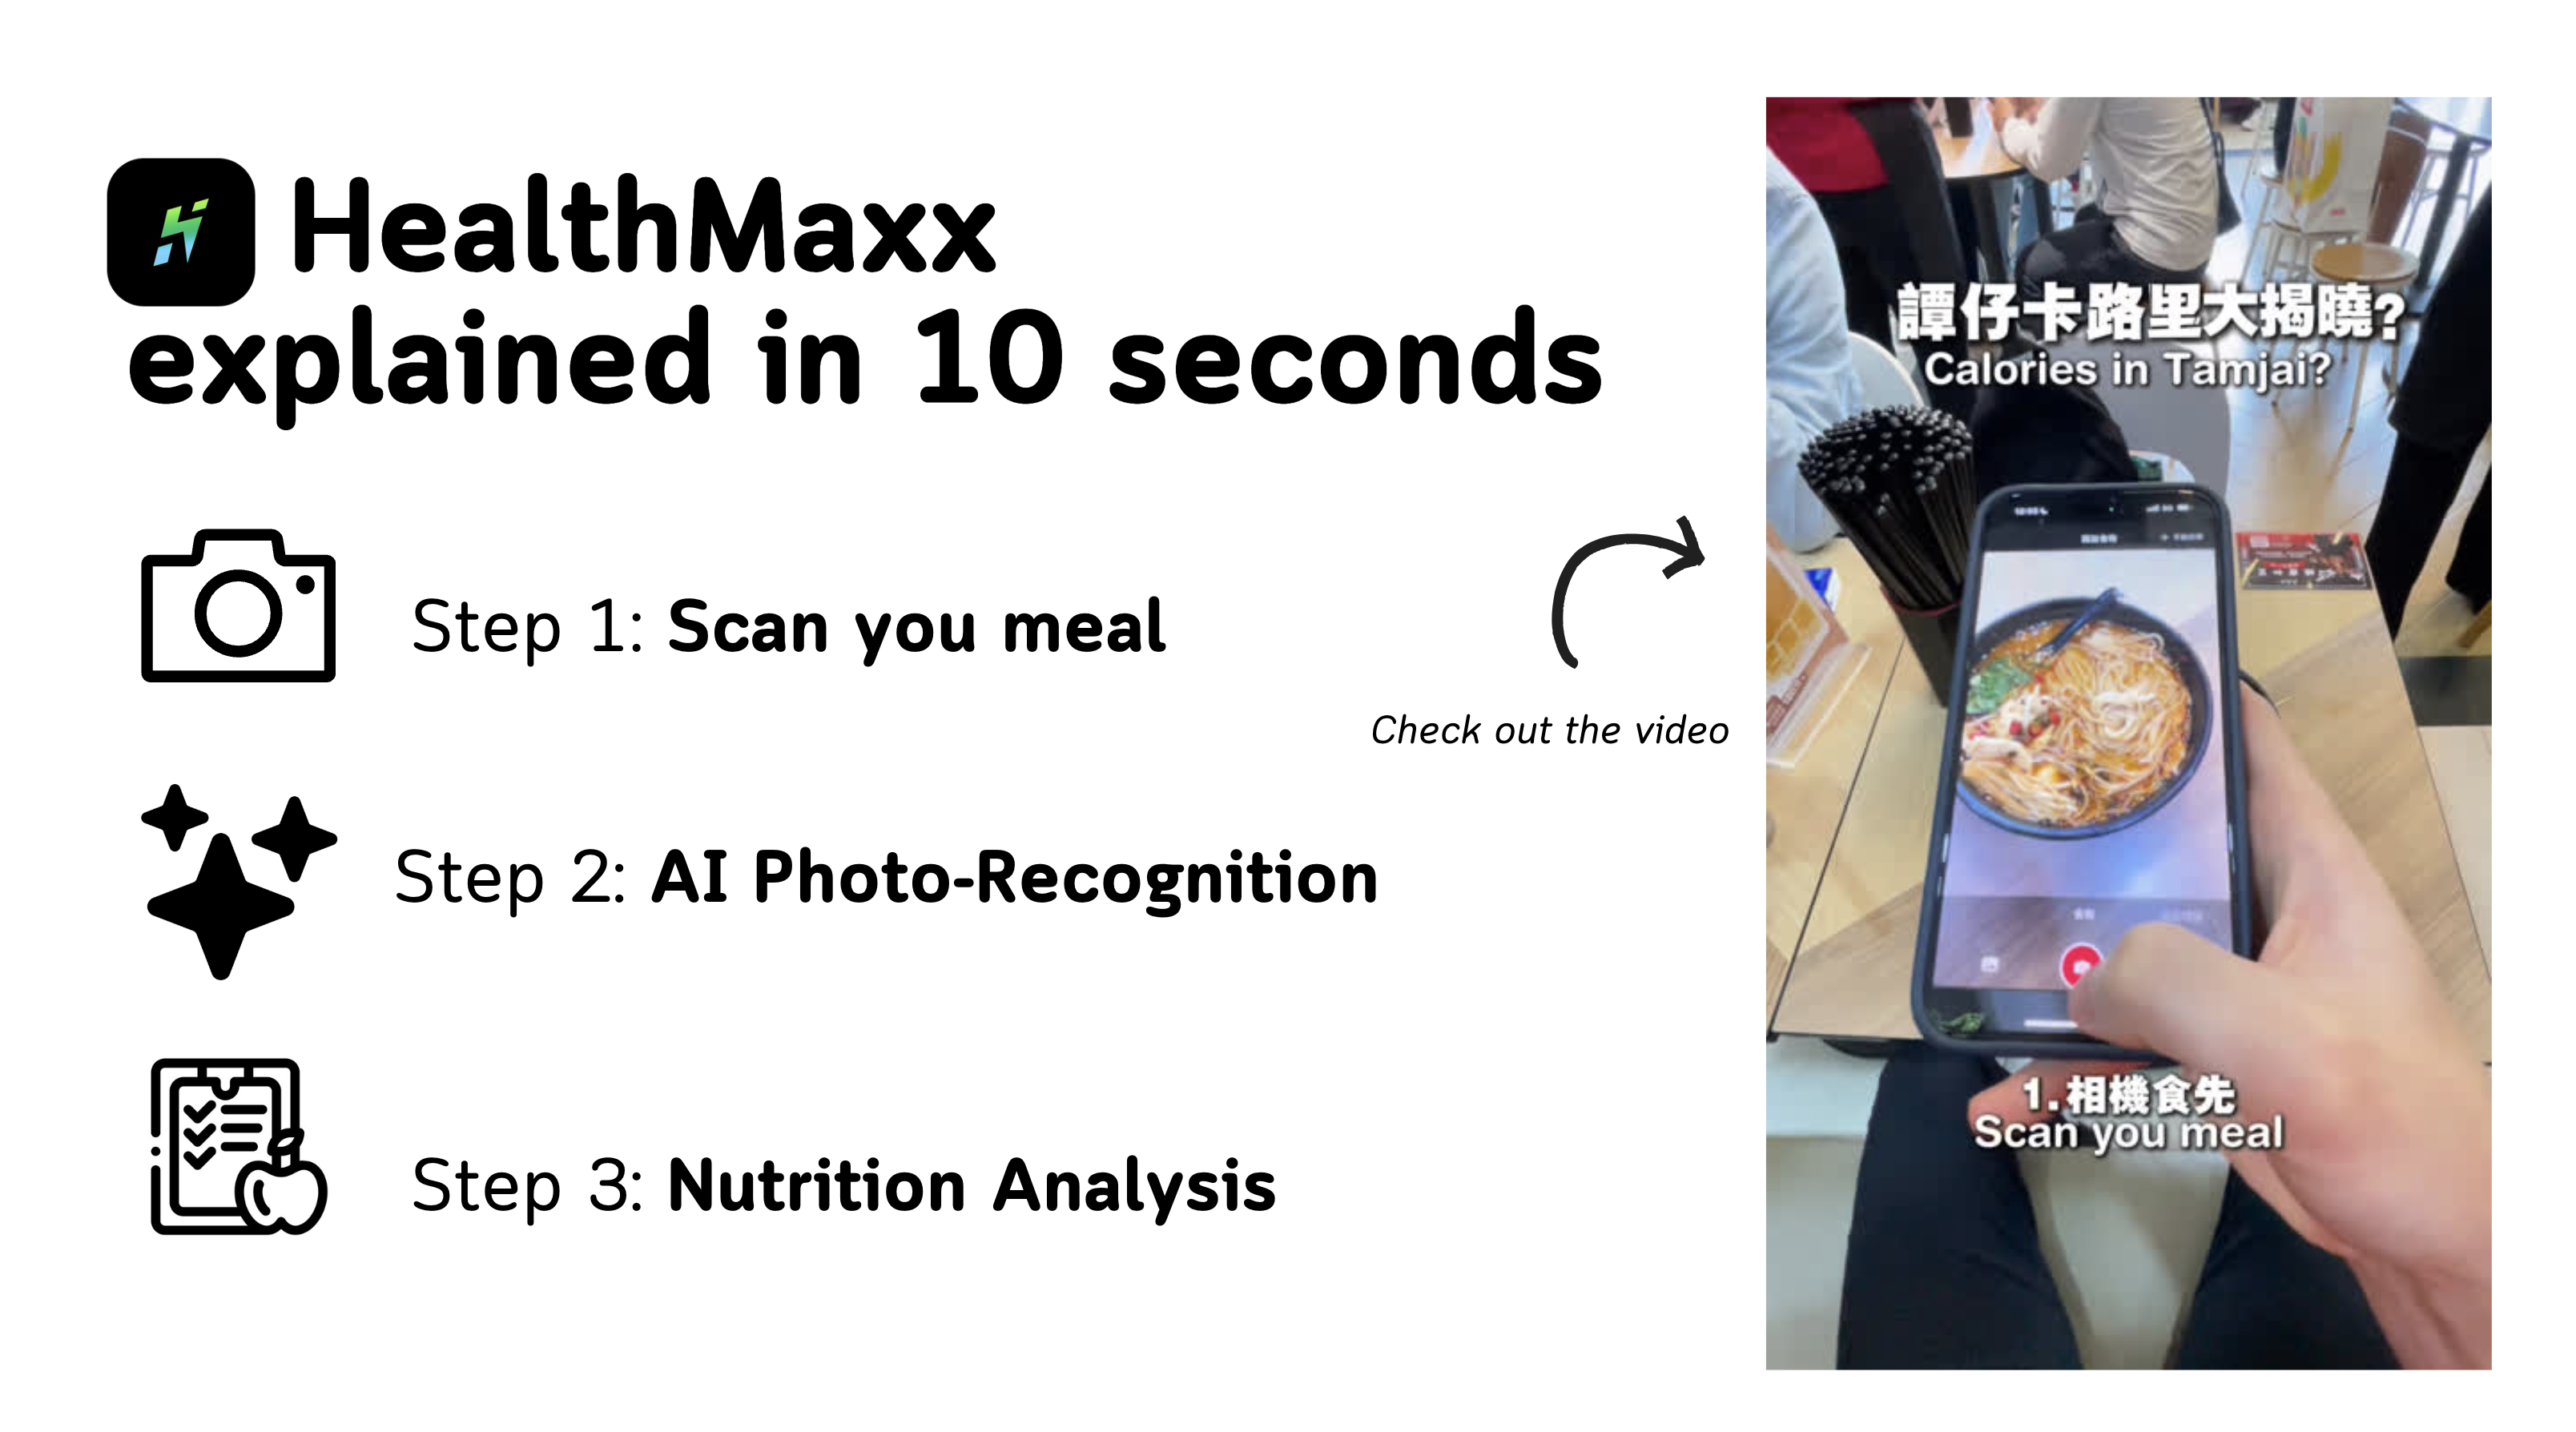 HealthMaxx
explained in 10 seconds
Step 1: Scan you meal
Check out the video
Step 2: AI Photo-Recognition
Step 3: Nutrition Analysis
譚仔卡路里大揭曉?
Calories in Tamjai?
1.相機食先
Scan you meal